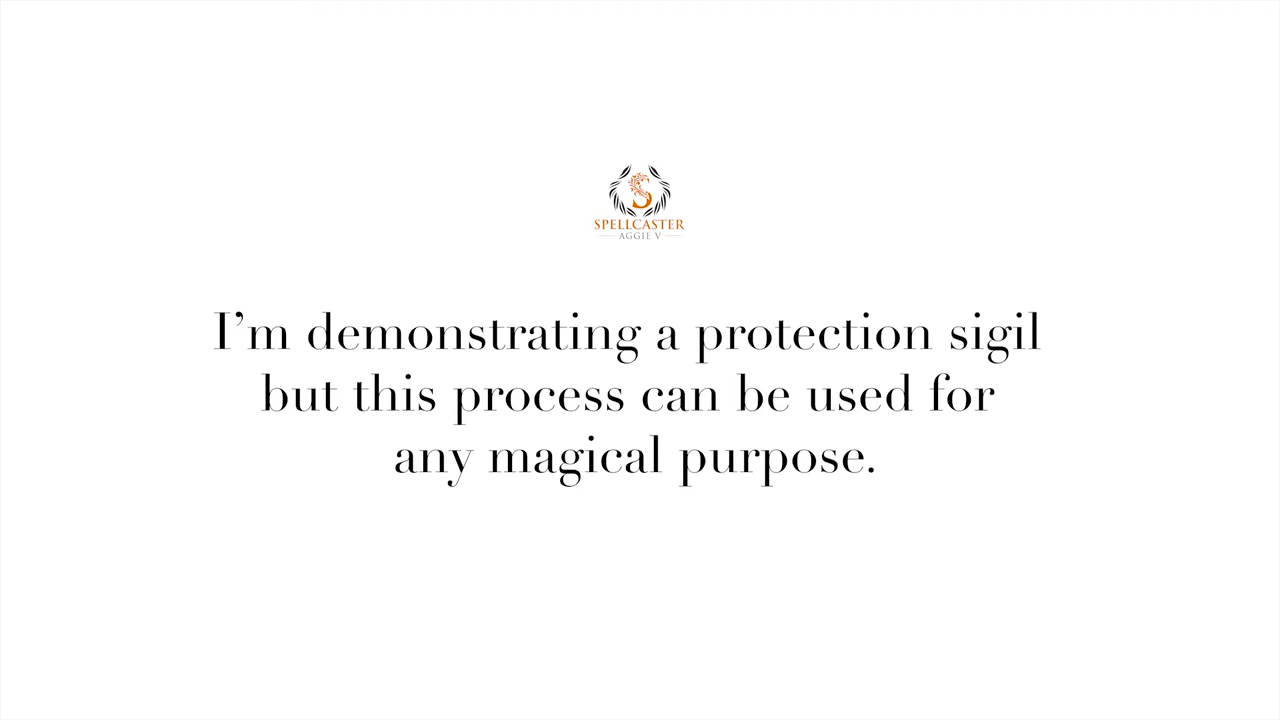 SPELLCASTER
AGGIE V
I'm demonstrating a protection sigil
but this process can be used for
any magical purpose.